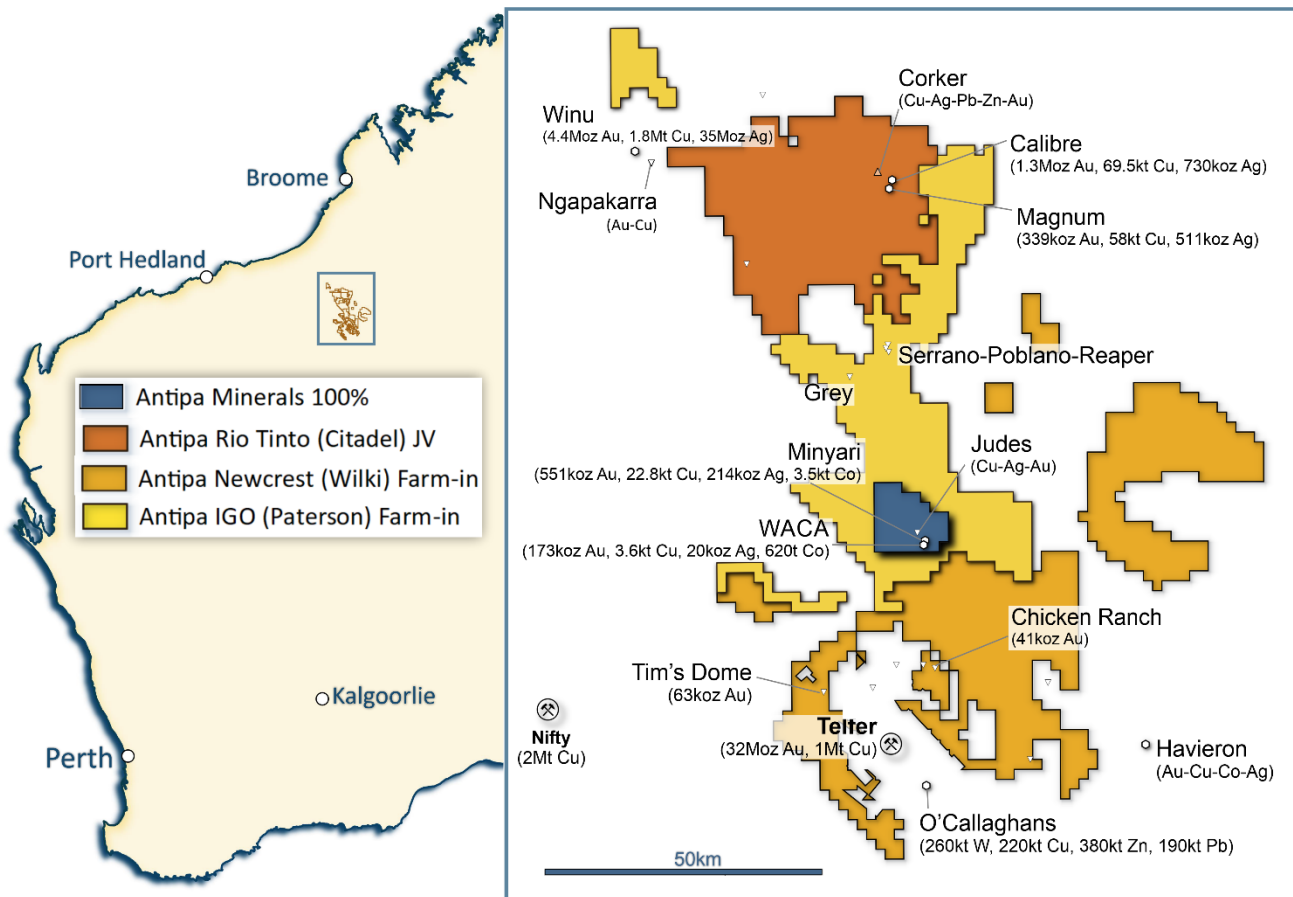 Broome
Port Hedland
Antipa Minerals 100%
Antipa Rio Tinto (Citadel) JV
Antipa Newcrest (Wilki) Farm-in
Antipa IGO (Paterson) Farm-in
Kalgoorlie
Perth
Winu
(4.4Moz Au, 1.8Mt Cu, 35Moz Ag)
Ngapakarra
(Au-Cu)
Corker
(Cu-Ag-Pb-Zn-Au)
Calibre
(1.3Moz Au, 69.5kt Cu, 730koz Ag)
Magnum
(339koz Au, 58kt Cu, 511koz Ag)
Serrano-Poblano-Reaper
Grey
Minyari
(551koz Au, 22.8kt Cu, 214koz Ag, 3.5kt Co)
Judes
(Cu-Ag-Au)
WACA
(173koz Au, 3.6kt Cu, 20koz Ag, 620t Co)
Chicken Ranch
(41koz Au)
Tim's Dome
(63koz Au)
Nifty
(2Mt Cu)
Telfer
(32Moz Au, 1Mt Cu)
Havieron
(Au-Cu-Co-Ag)
O'Callaghans
(260kt W, 220kt Cu, 380kt Zn, 190kt Pb)
50km